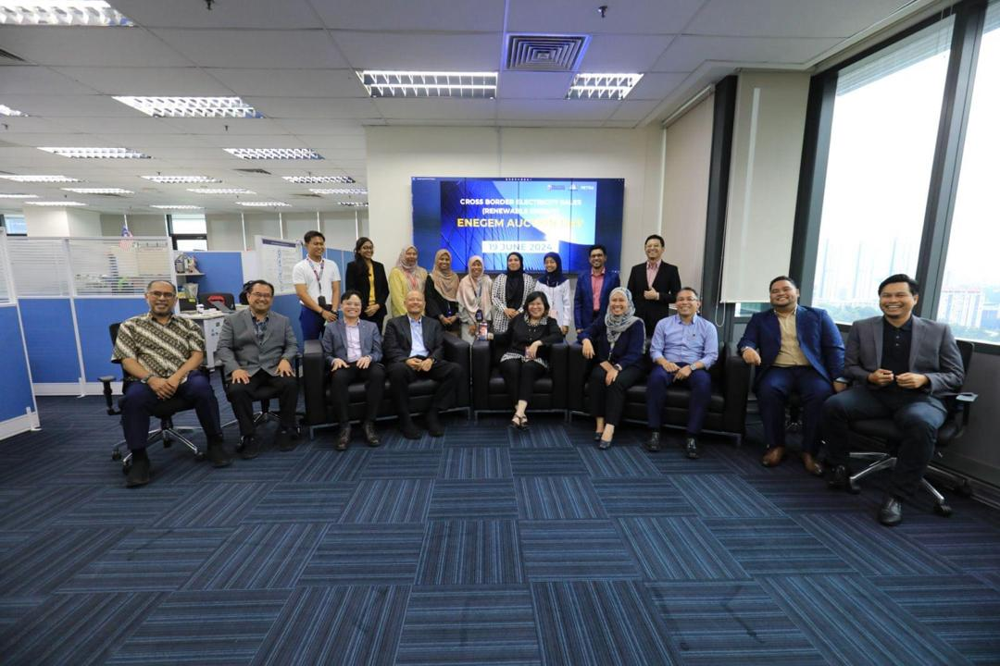 CROSS BORDER ELECTRICITY SALES
(RENEWABLE ENERGY)
ENEGEM AUCTION DAY
19 JUNE 2024